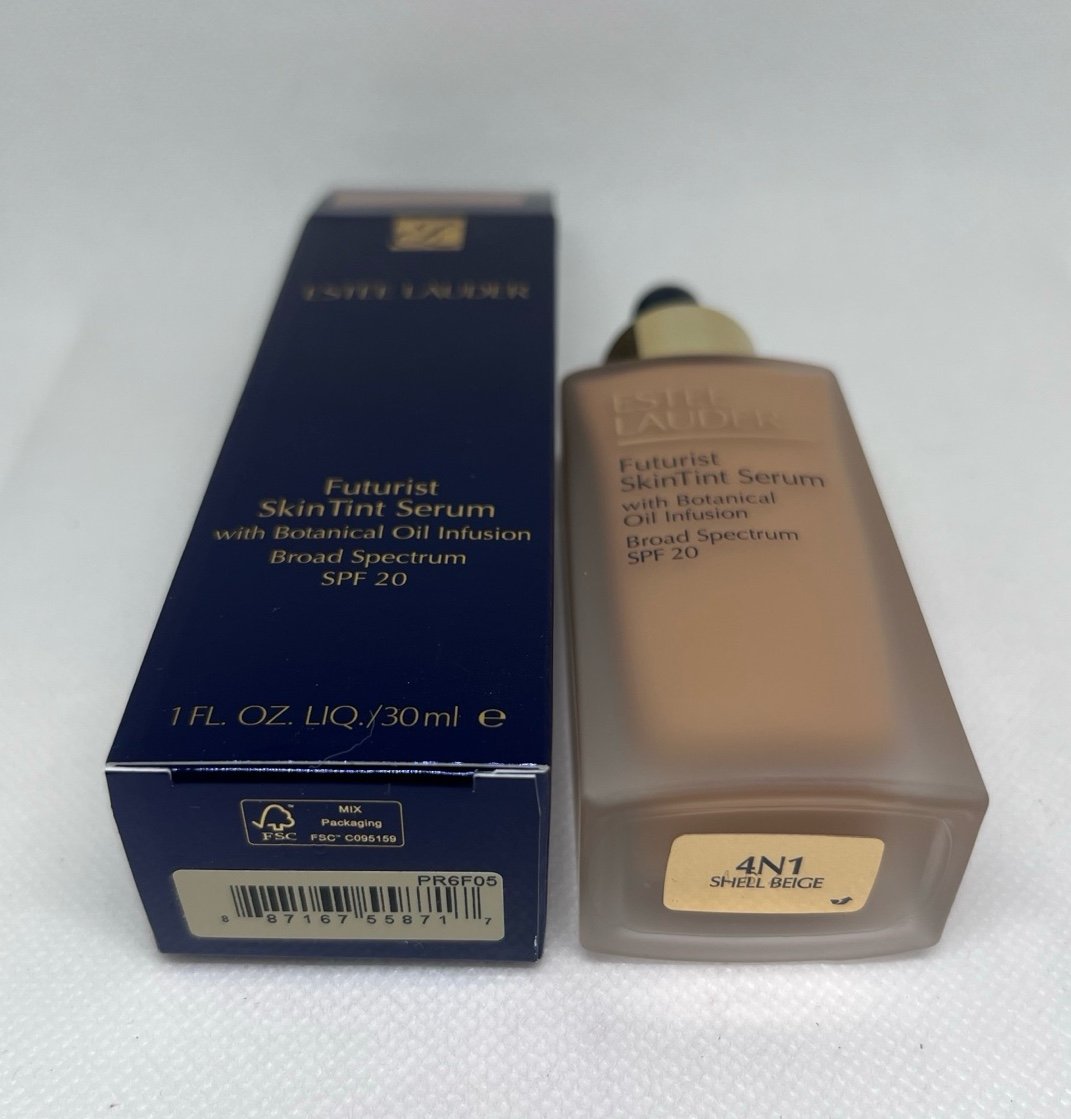 ESTEE LAUDER
Futurist
SkinTint Serum
with Botanical Oil Infusion
Broad Spectrum
SPF 20
1 FL. OZ. LIQ./30 ml e
FSC
MIX
Packaging
FSC™ C095159
PR6F05
8 87167 55871 7
ESTEE
LAUDER
Futurist
SkinTint Serum
with Botanical
Oil Infusion
Broad Spectrum
SPF 20
4N1
SHELL BEIGE